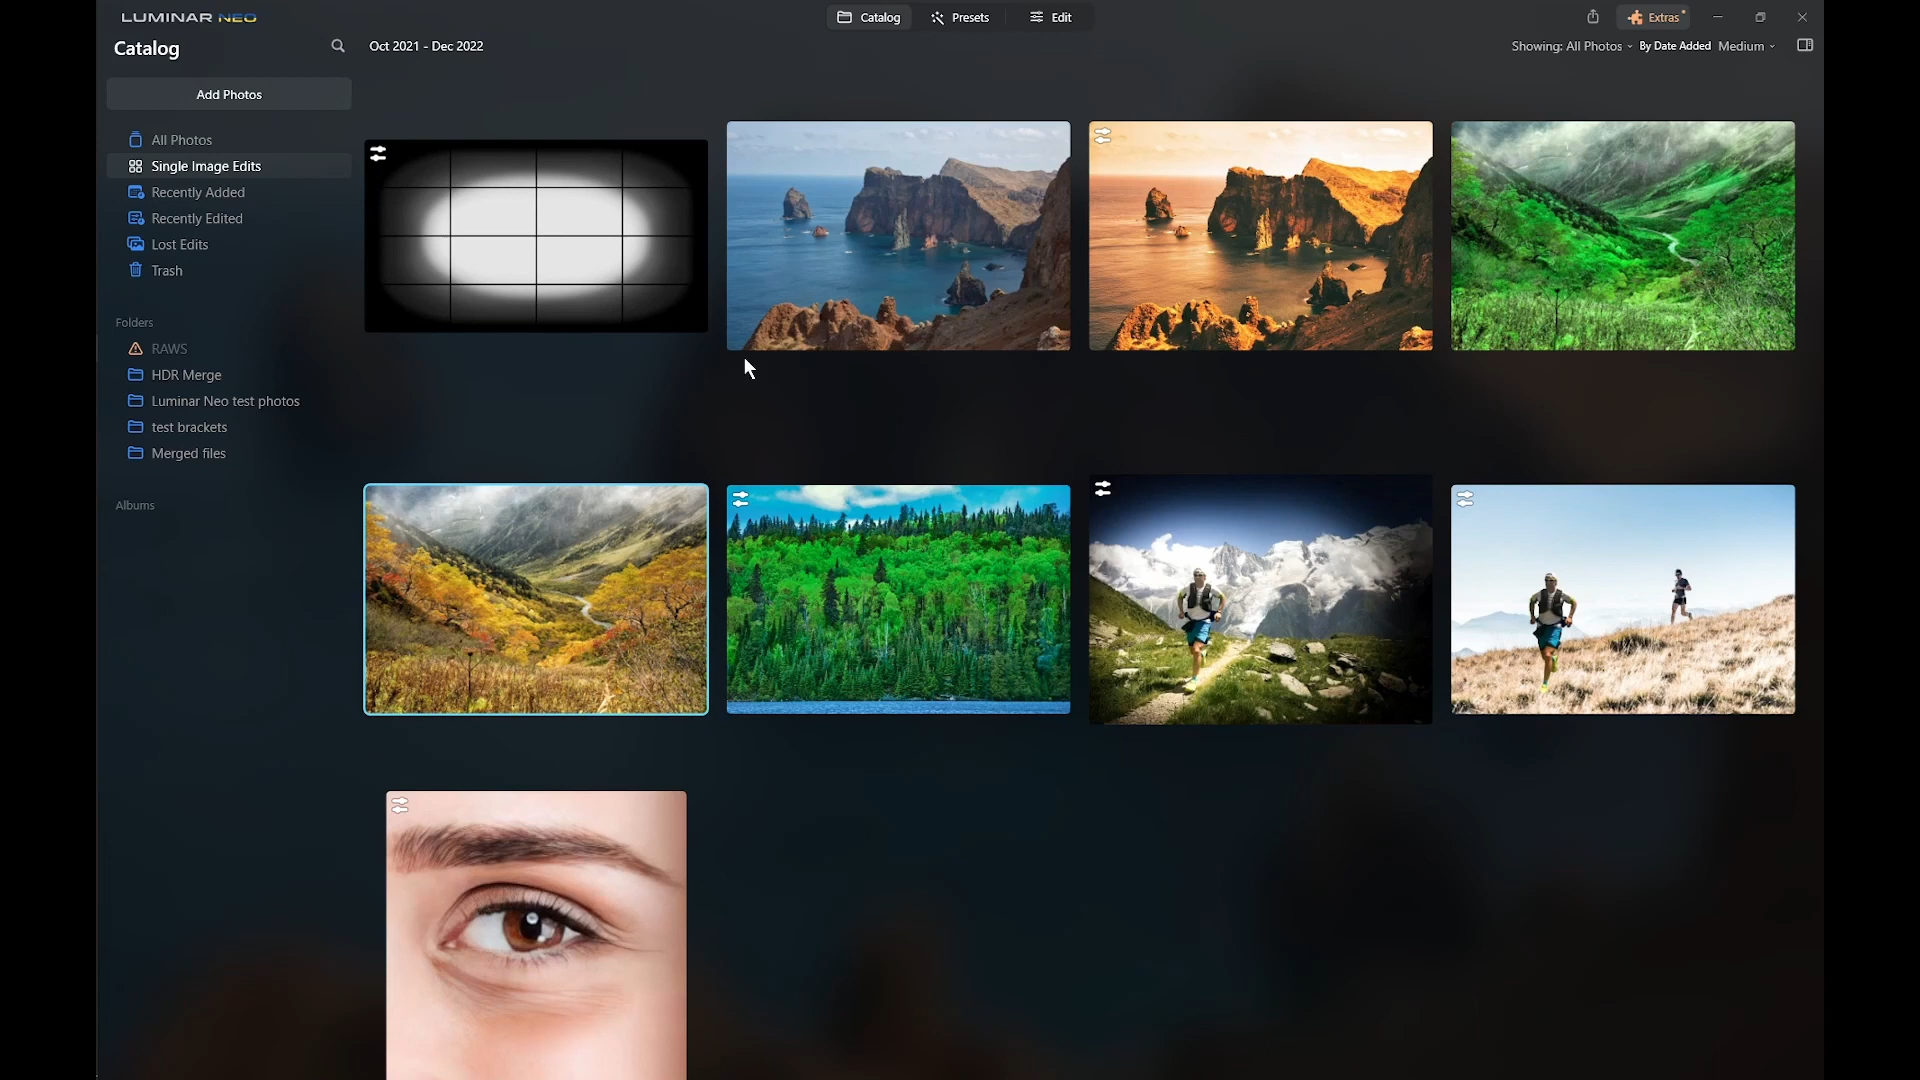 LUMINAR NEO
Catalog Presets Edit
Extras
Catalog
Oct 2021 - Dec 2022
Showing: All Photos By Date Added Medium
Add Photos
All Photos
Single Image Edits
Recently Added
Recently Edited
Lost Edits
Trash
Folders
RAWS
HDR Merge
Luminar Neo test photos
test brackets
Merged files
Albums